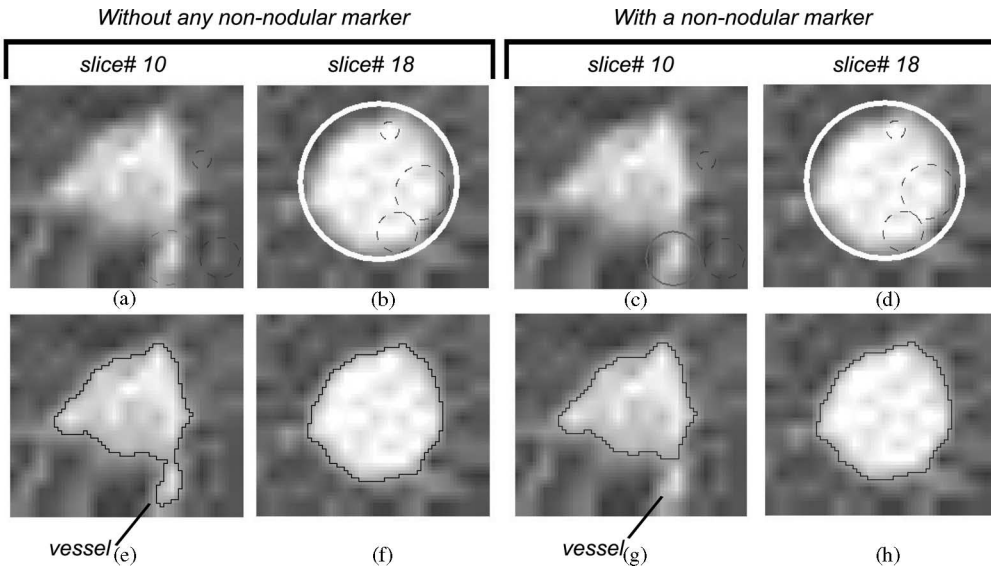 Without any non-nodular marker
With a non-nodular marker
slice# 10
slice# 18
slice# 10
slice# 18
(a)
(b)
(c)
(d)
vessel
(e)
(f)
vessel
(g)
(h)